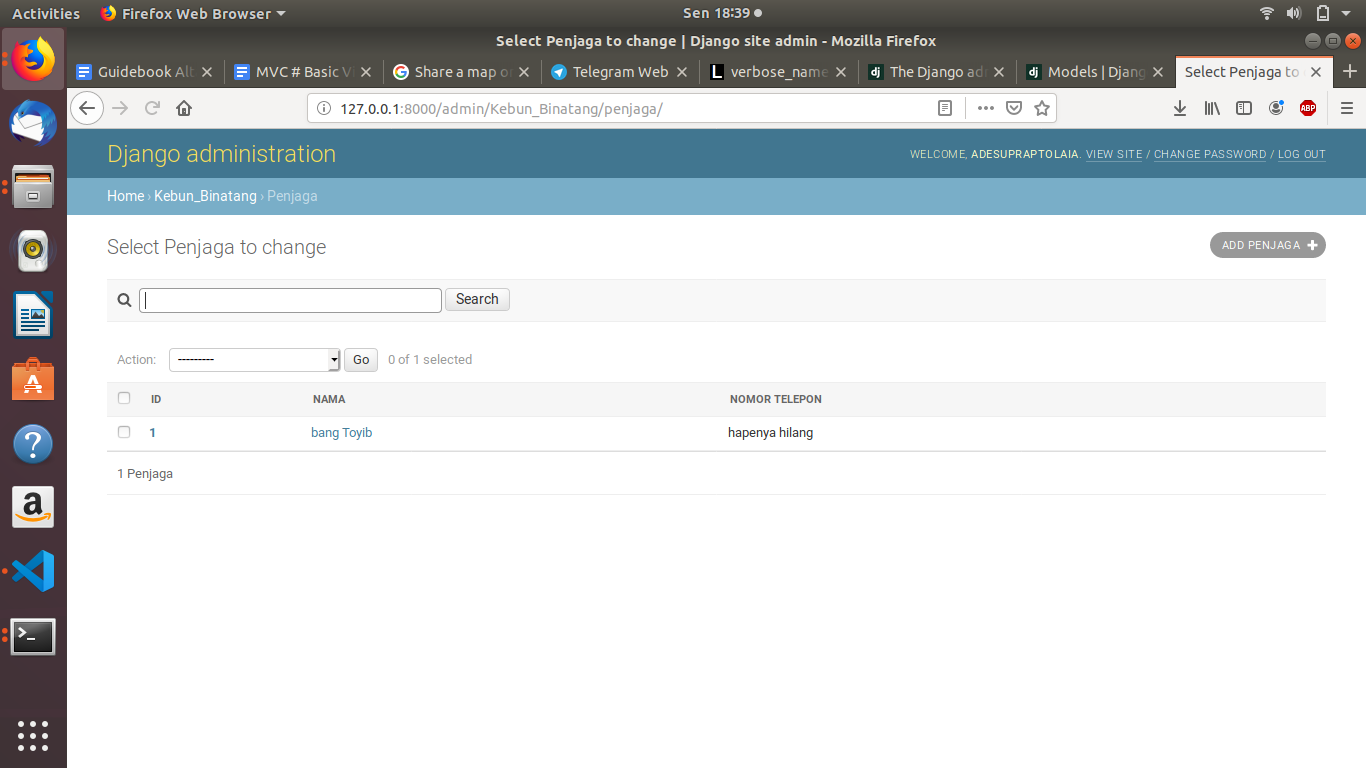 Activities Firefox Web Browser Sen 18:39
Select Penjaga to change | Django site admin - Mozilla Firefox
Guidebook Alt MVC # Basic Share a map o Telegram Web verbose_name The Django ad Models | Djang Select Penjaga to
127.0.0.1:8000/admin/Kebun_Binatang/penjaga/ ABP
Django administration WELCOME, ADESUPRAPTOLAIA. VIEW SITE / CHANGE PASSWORD / LOG OUT
Home › Kebun_Binatang › Penjaga
Select Penjaga to change ADD PENJAGA +
Search
Action: --------- Go 0 of 1 selected
ID NAMA NOMOR TELEPON
1 bang Toyib hapenya hilang
1 Penjaga